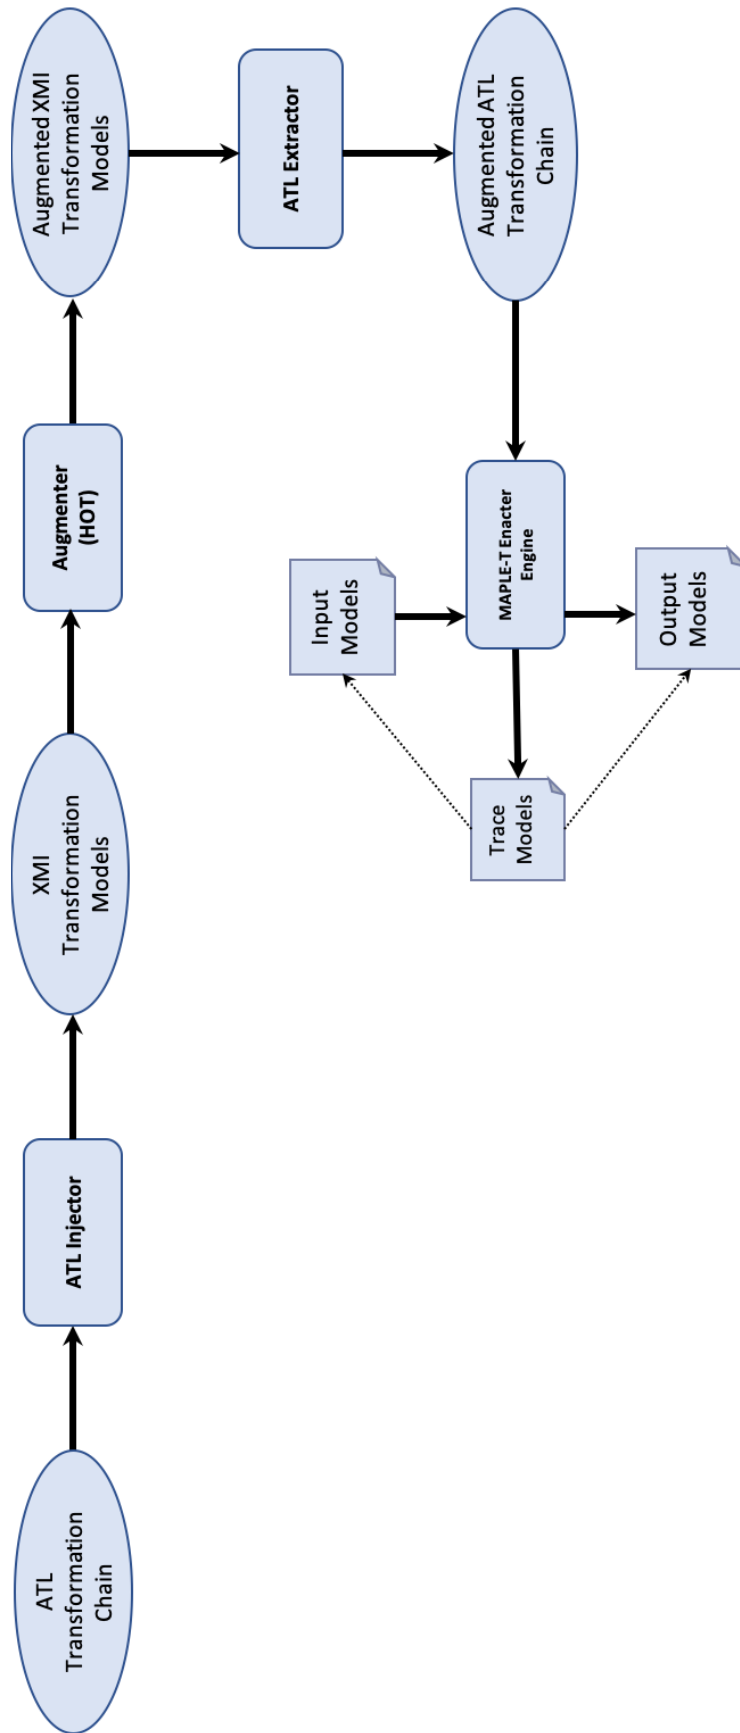 ATL
Transformation
Chain
ATL Injector
XMI
Transformation
Models
Augmenter
(HOT)
Augmented XMI
Transformation
Models
ATL Extractor
Augmented ATL
Transformation
Chain
MAPLE-T Enacter
Engine
Input
Models
Output
Models
Trace
Models